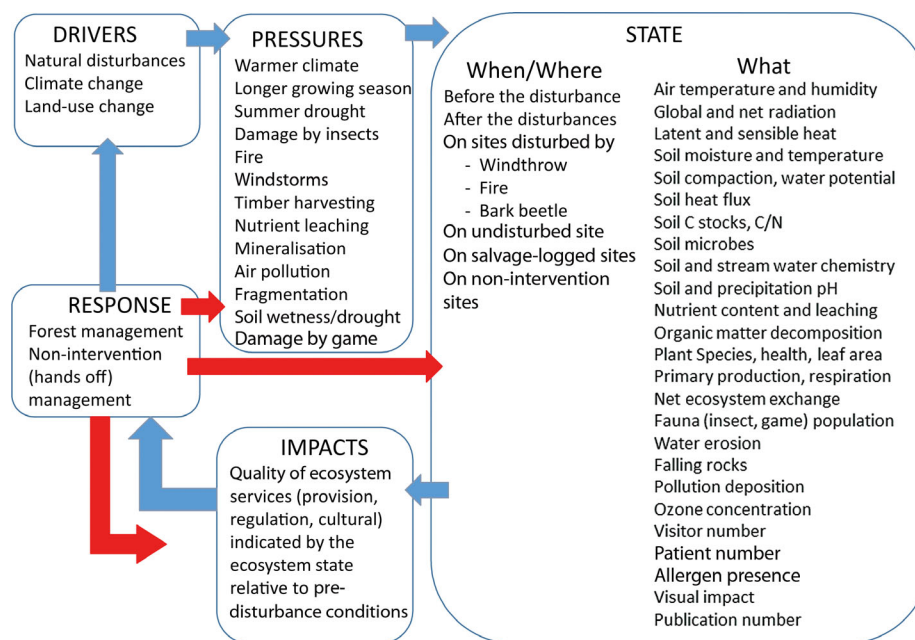 DRIVERS
Natural disturbances
Climate change
Land-use change
PRESSURES
Warmer climate
Longer growing season
Summer drought
Damage by insects
Fire
Windstorms
Timber harvesting
Nutrient leaching
Mineralisation
Air pollution
Fragmentation
Soil wetness/drought
Damage by game
STATE
When/Where
Before the disturbance
After the disturbances
On sites disturbed by
- Windthrow
- Fire
- Bark beetle
On undisturbed site
On salvage-logged sites
On non-intervention
sites
What
Air temperature and humidity
Global and net radiation
Latent and sensible heat
Soil moisture and temperature
Soil compaction, water potential
Soil heat flux
Soil C stocks, C/N
Soil microbes
Soil and stream water chemistry
Soil and precipitation pH
Nutrient content and leaching
Organic matter decomposition
Plant Species, health, leaf area
Primary production, respiration
Net ecosystem exchange
Fauna (insect, game) population
Water erosion
Falling rocks
Pollution deposition
Ozone concentration
Visitor number
Patient number
Allergen presence
Visual impact
Publication number
RESPONSE
Forest management
Non-intervention
(hands off)
management
IMPACTS
Quality of ecosystem
services (provision,
regulation, cultural)
indicated by the
ecosystem state
relative to pre-
disturbance conditions